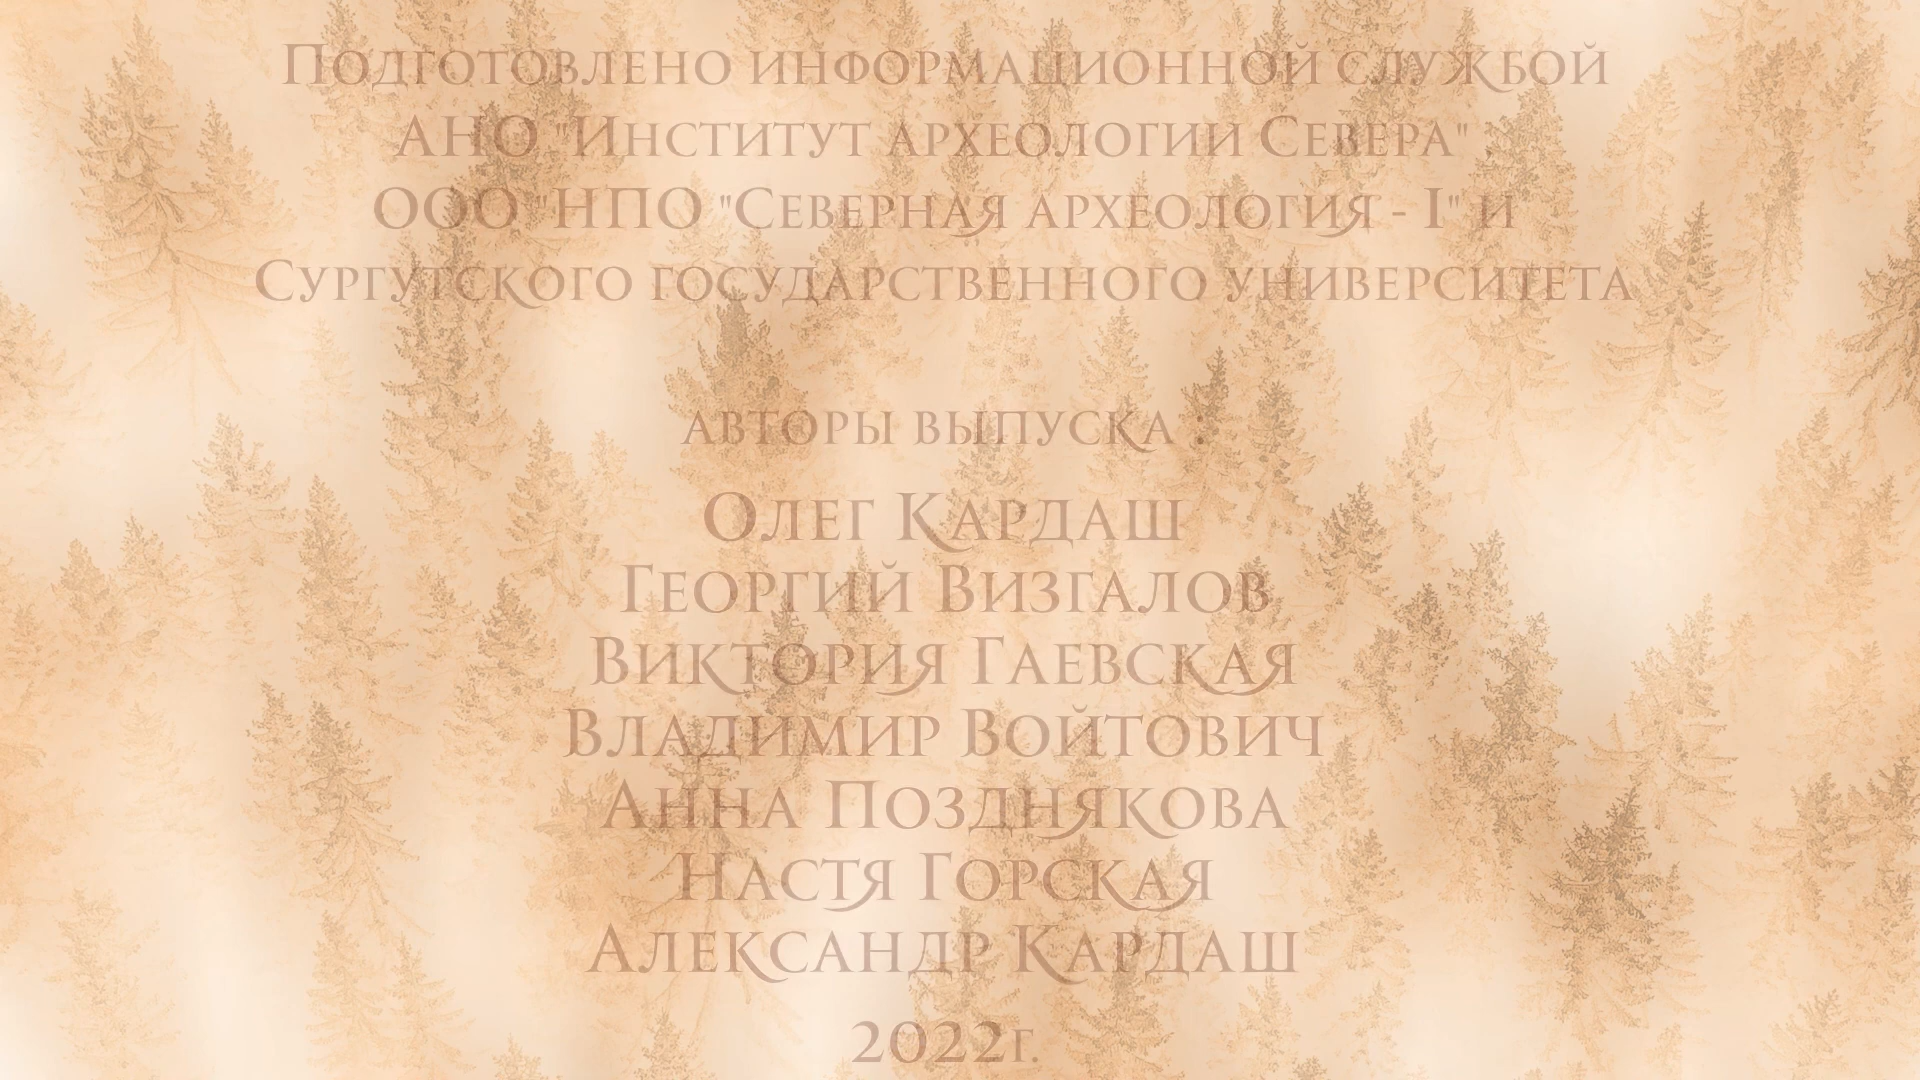 Подготовлено информационной службой
АНО "Институт археологии Севера"
ООО "НПО "Северная археология - I" и
Сургутского государственного университета
авторы выпуска :
Олег Кардаш
Георгий Визгалов
Виктория Гаевская
Владимир Войтович
Анна Позднякова
Настя Горская
Александр Кардаш
2022г.